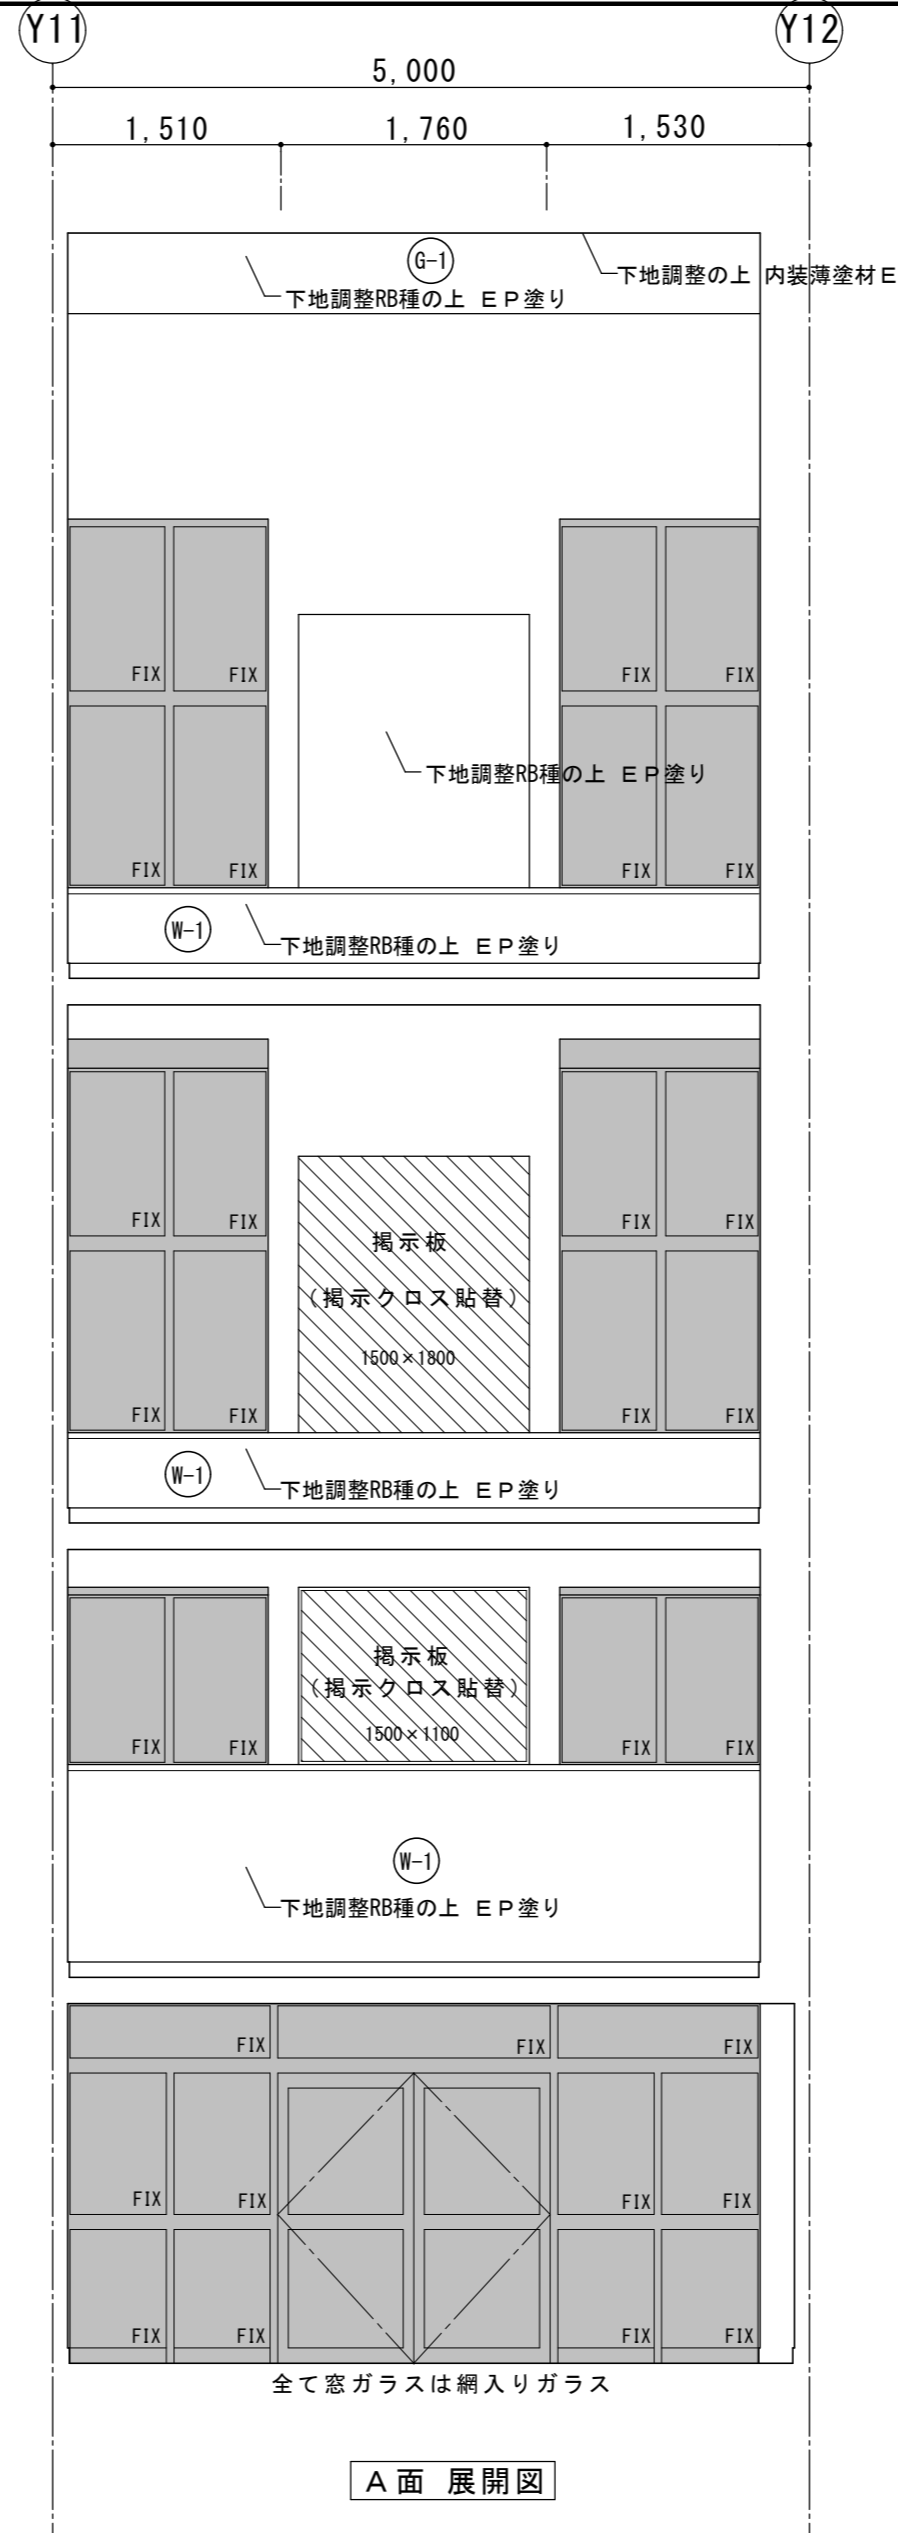 Y11 Y12
5,000
1,510 1,760 1,530
G-1
下地調整の上 内装薄塗材E
下地調整RB種の上 EP塗り
FIX FIX FIX FIX
下地調整RB種の上 EP塗り
FIX FIX FIX FIX
W-1
下地調整RB種の上 EP塗り
FIX FIX FIX FIX
掲示板
(掲示クロス貼替)
1500×1800
FIX FIX FIX FIX
W-1
下地調整RB種の上 EP塗り
掲示板
(掲示クロス貼替)
1500×1100
FIX FIX FIX FIX
W-1
下地調整RB種の上 EP塗り
FIX FIX FIX
FIX FIX FIX FIX
FIX FIX FIX FIX
全て窓ガラスは網入りガラス
A面 展開図